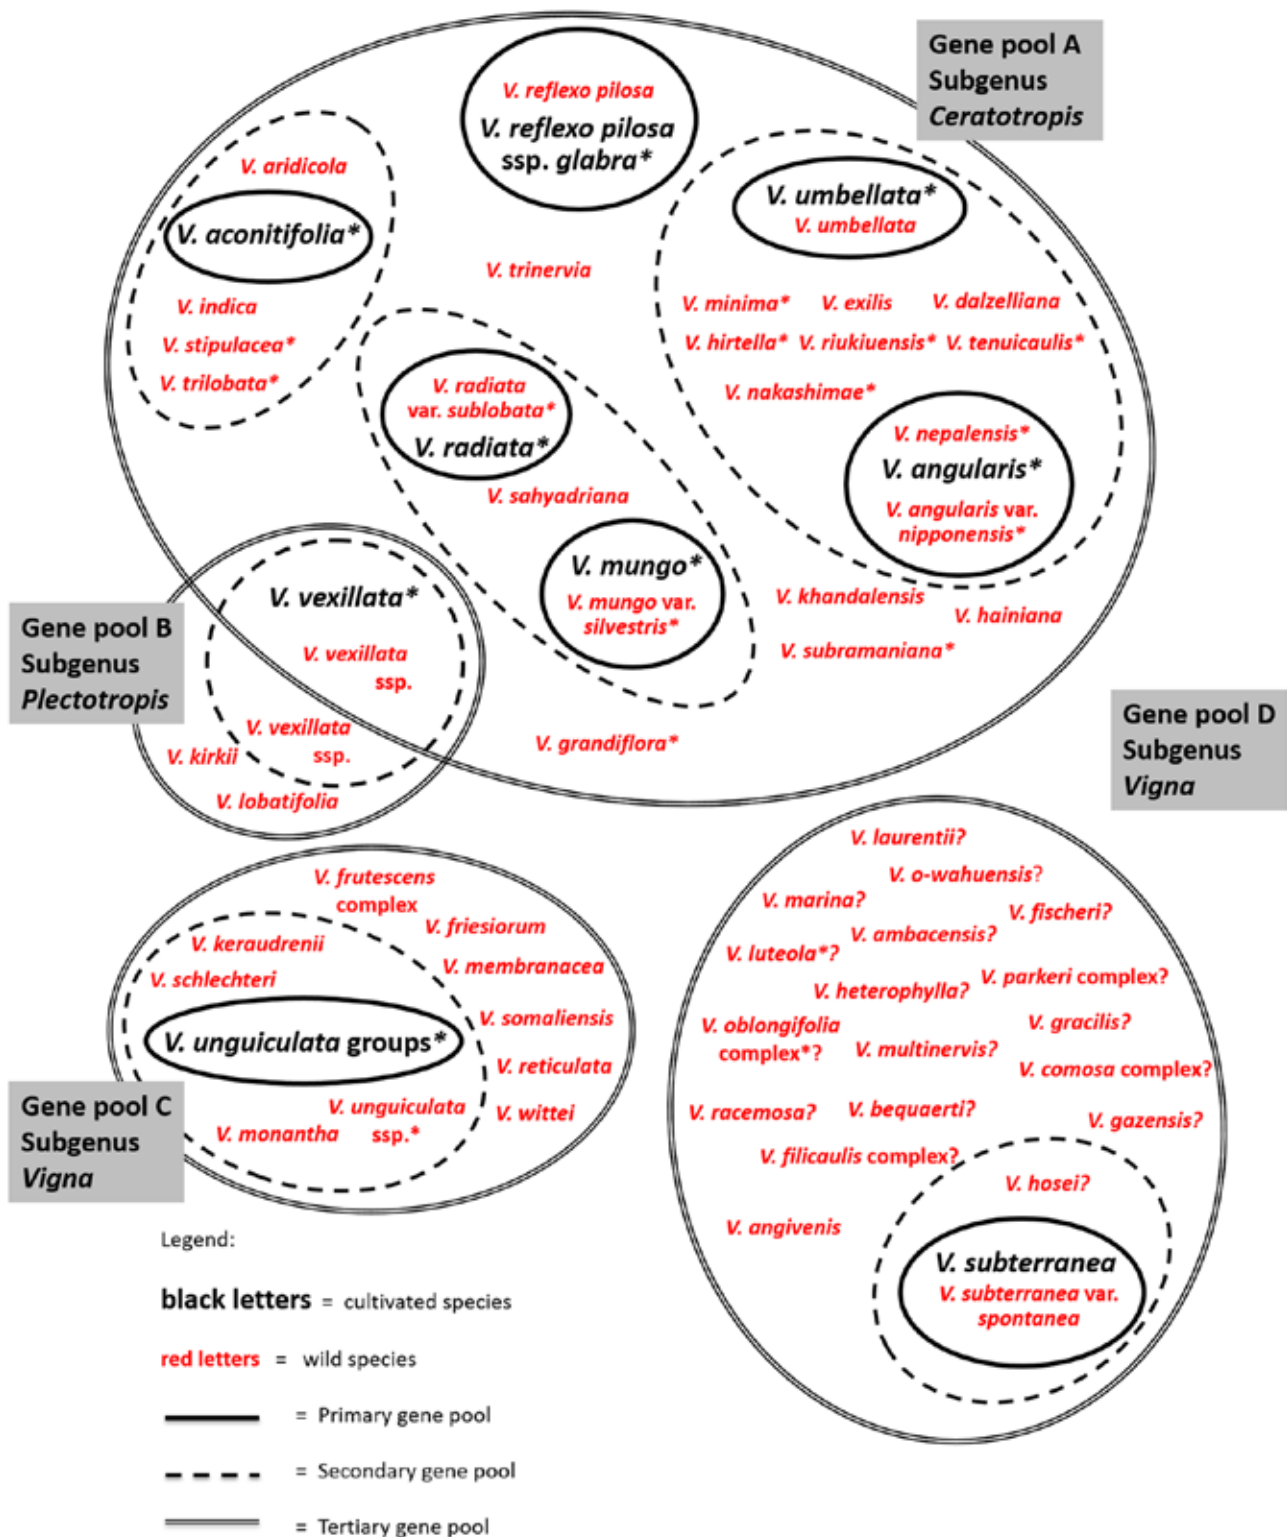 Gene pool A
Subgenus
Ceratotropis
V. reflexo pilosa
V. reflexo pilosa
ssp. glabra*
V. aridicola
V. aconitifolia*
V. indica
V. stipulacea*
V. trilobata*
V. umbellata*
V. umbellata
V. trinervia
V. minima* V. exilis V. dalzelliana
V. hirtella* V. riukiuensis* V. tenuicaulis*
V. nakashimae*
V. radiata
var. sublobata*
V. radiata*
V. nepalensis*
V. angularis*
V. angularis var.
nipponensis*
V. sahyadriana
V. mungo*
V. mungo var.
silvestris*
V. khandalensis
V. hainiana
V. subramaniana*
V. grandiflora*
Gene pool B
Subgenus
Plectotropis
V. vexillata*
V. vexillata
ssp.
V. vexillata
ssp.
V. kirkii
V. lobatifolia
Gene pool D
Subgenus
Vigna
V. frutescens
complex
V. friesiorum
V. keraudrenii
V. schlechteri
V. membranacea
V. unguiculata groups*
V. somaliensis
V. reticulata
V. unguiculata
ssp.*
V. wittei
V. monantha
Gene pool C
Subgenus
Vigna
V. laurentii?
V. o-wahuensis?
V. marina?
V. fischeri?
V. ambacensis?
V. luteola*?
V. parkeri complex?
V. heterophylla?
V. oblongifolia
complex*?
V. gracilis?
V. multinervis?
V. comosa complex?
V. racemosa?
V. bequaerti?
V. gazensis?
V. filicaulis complex?
V. hosei?
V. angivenis
V. subterranea
V. subterranea var.
spontanea
Legend:
black letters = cultivated species
red letters = wild species
= Primary gene pool
= Secondary gene pool
= Tertiary gene pool